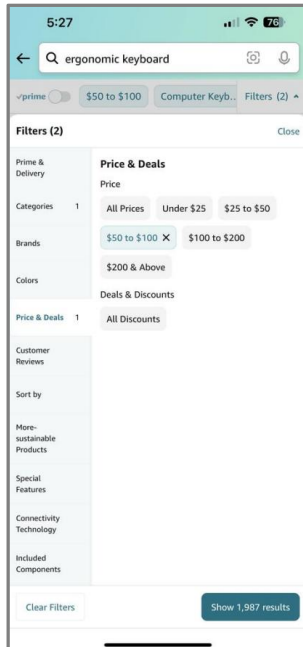 5:27
76
ergonomic keyboard
prime
$50 to $100
Computer Keyb..
Filters (2)
Filters (2)
Close
Prime &
Delivery
Categories 1
Brands
Colors
Price & Deals 1
Customer
Reviews
Sort by
More-
sustainable
Products
Special
Features
Connectivity
Technology
Included
Components
Price & Deals
Price
All Prices
Under $25
$25 to $50
$50 to $100 X
$100 to $200
$200 & Above
Deals & Discounts
All Discounts
Clear Filters
Show 1,987 results